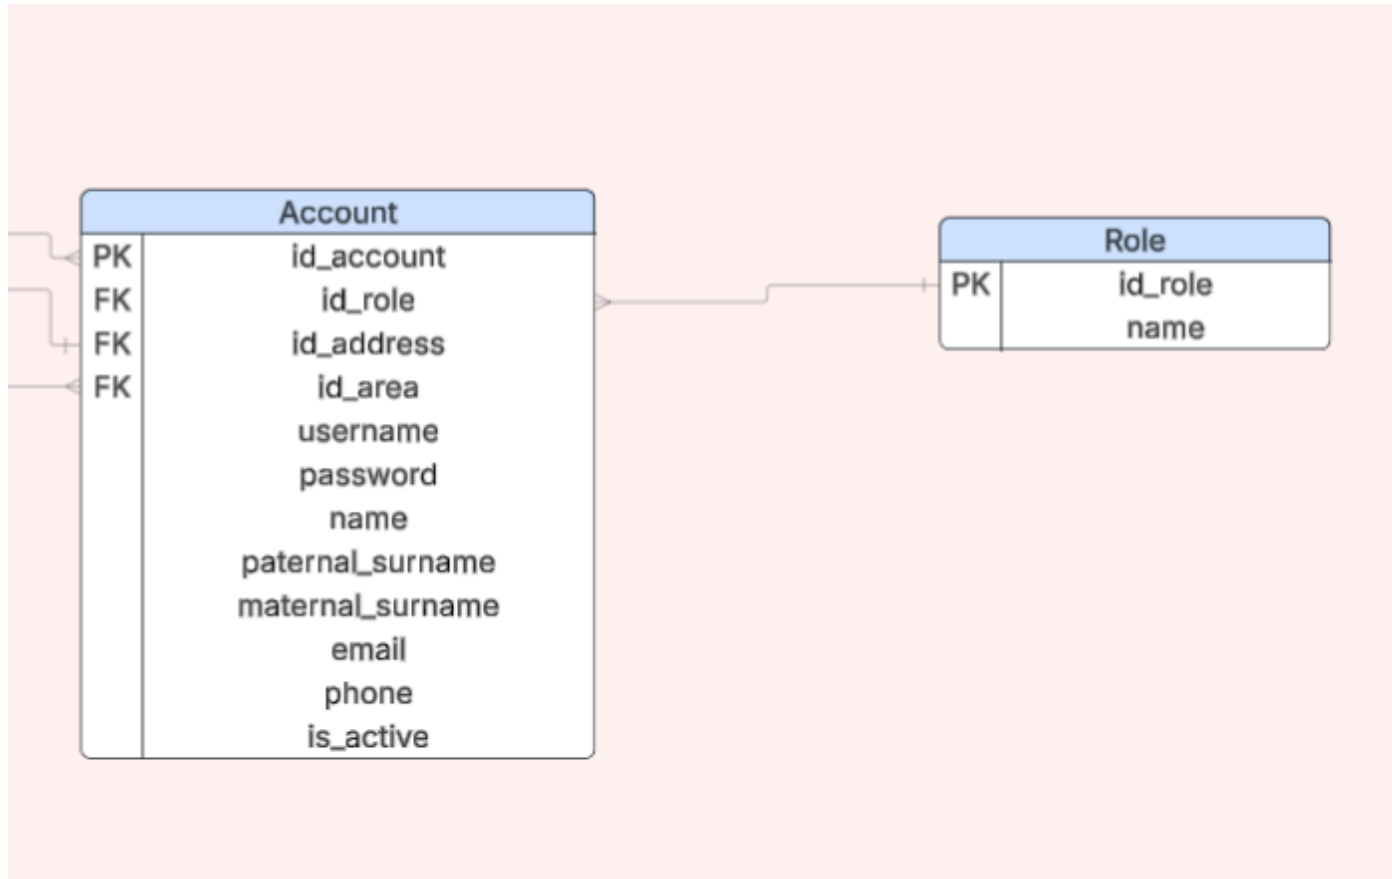 Account
PK id_account
FK id_role
FK id_address
FK id_area
username
password
name
paternal_surname
maternal_surname
email
phone
is_active
Role
PK id_role
name